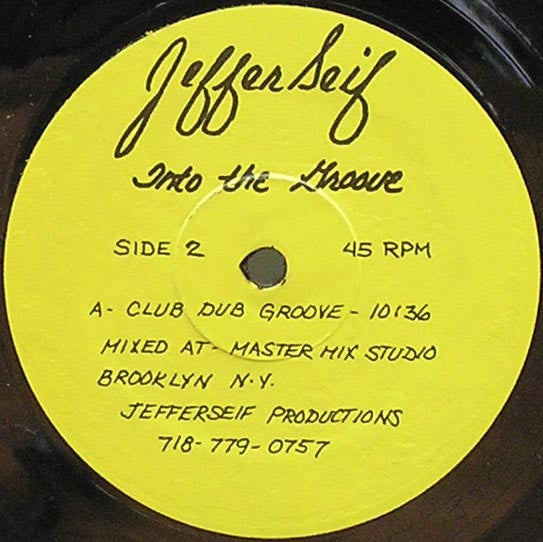 Jefferseif
Into the Groove
SIDE 2 45 RPM
A- CLUB DUB GROOVE - 10:36
MIXED AT - MASTER MIX STUDIO
BROOKLYN N.Y.
JEFFERSEIF PRODUCTIONS
718-779-0757